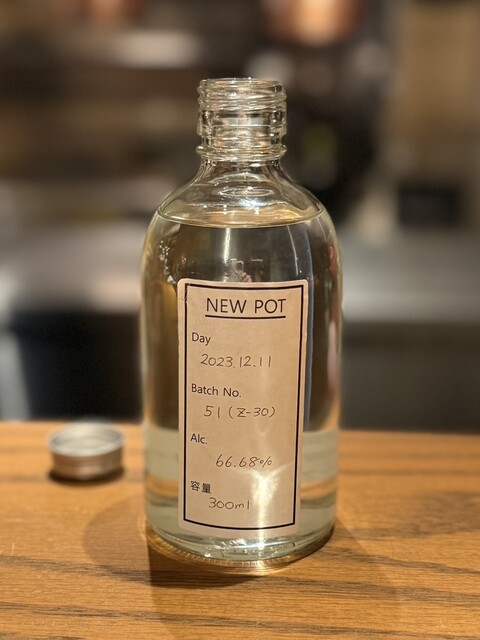 NEW POT
Day
2023.12.11
Batch No.
51 (Z-30)
Alc.
66.68%
容量
300ml